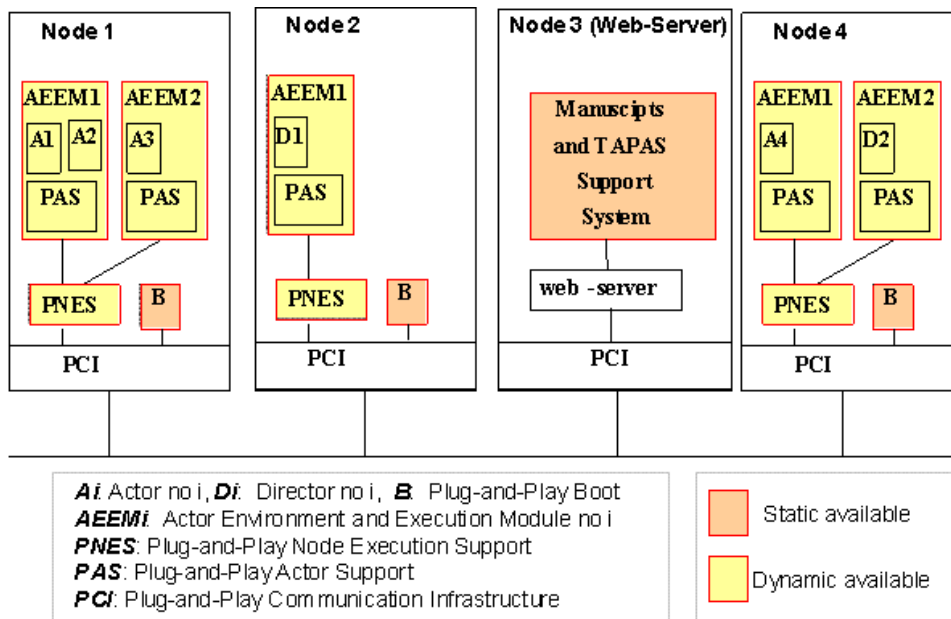 Node 1
AEEM1 AEEM2
A1 A2 A3
PAS PAS
PNES B
PCI
Node 2
AEEM1
D1
PAS
PNES B
PCI
Node 3 (Web-Server)
Manuscipts
and TAPAS
Support
System
web -server
PCI
Node 4
AEEM1 AEEM2
A4 D2
PAS PAS
PNES B
PCI
Ai: Actor no i, Di: Director no i, B: Plug-and-Play Boot
AEEMi: Actor Environment and Execution Module no i
PNES: Plug-and-Play Node Execution Support
PAS: Plug-and-Play Actor Support
PCI: Plug-and-Play Communication Infrastructure
Static available
Dynamic available